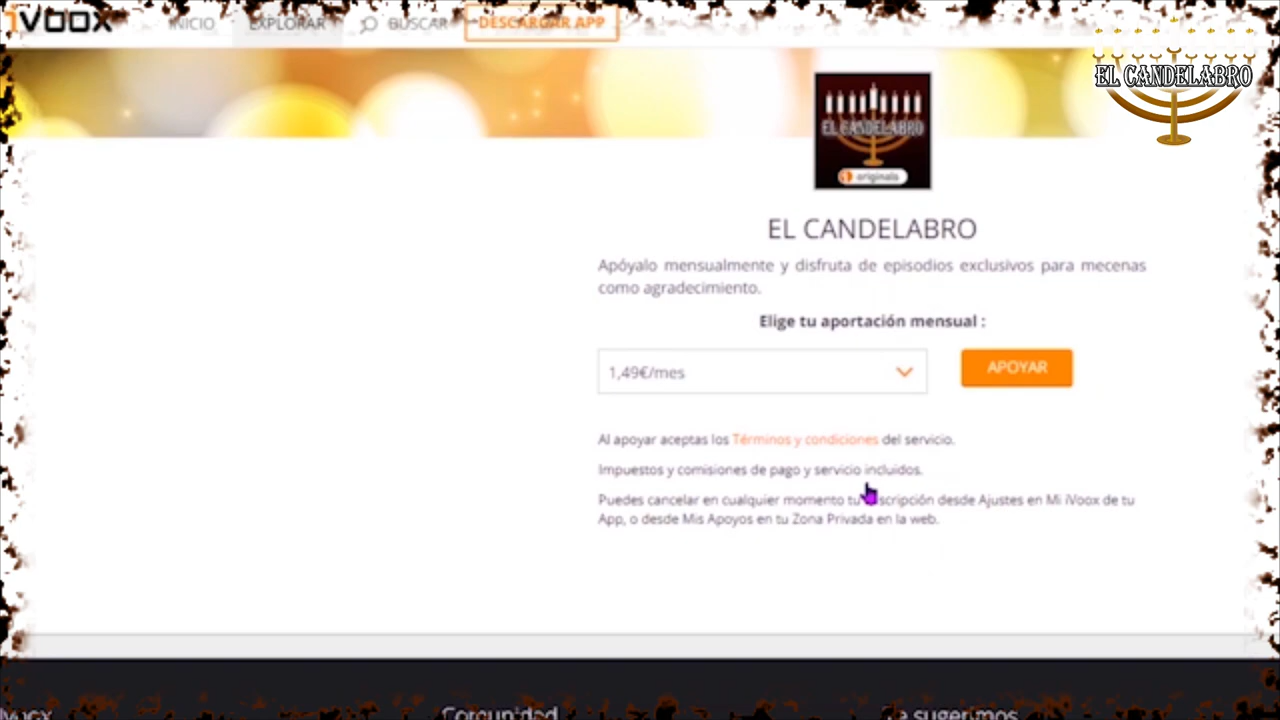 iVOOX INICIO EXPLORAR BUSCAR DESCARGAR APP
EL CANDELABRO
EL CANDELABRO
originals
EL CANDELABRO
Apóyalo mensualmente y disfruta de episodios exclusivos para mecenas
como agradecimiento.
Elige tu aportación mensual :
1,49€/mes
APOYAR
Al apoyar aceptas los Términos y condiciones del servicio.
Impuestos y comisiones de pago y servicio incluidos.
Puedes cancelar en cualquier momento tu suscripción desde Ajustes en Mi iVoox de tu
App, o desde Mis Apoyos en tu Zona Privada en la web.
iVoox Comunidad Te sugerimos